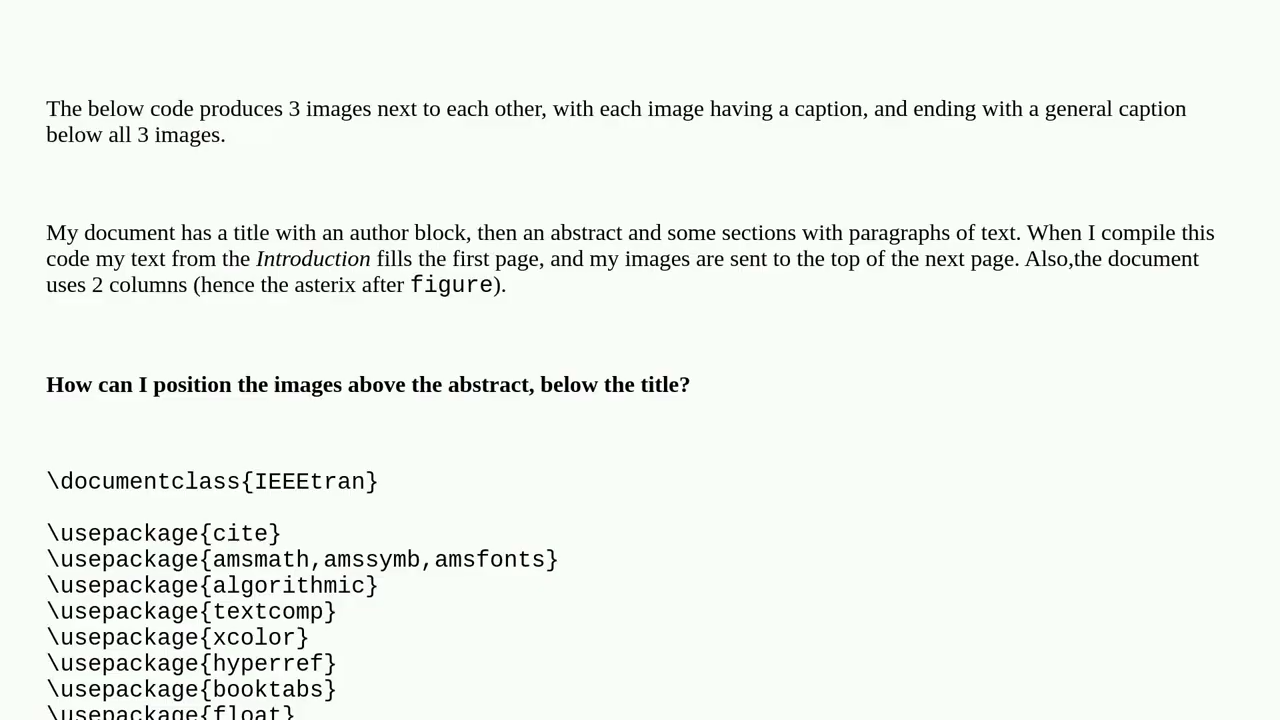 The below code produces 3 images next to each other, with each image having a caption, and ending with a general caption
below all 3 images.
My document has a title with an author block, then an abstract and some sections with paragraphs of text. When I compile this
code my text from the Introduction fills the first page, and my images are sent to the top of the next page. Also,the document
uses 2 columns (hence the asterix after figure).
How can I position the images above the abstract, below the title?
\documentclass{IEEEtran}
\usepackage{cite}
\usepackage{amsmath,amssymb,amsfonts}
\usepackage{algorithmic}
\usepackage{textcomp}
\usepackage{xcolor}
\usepackage{hyperref}
\usepackage{booktabs}
\usepackage{float}